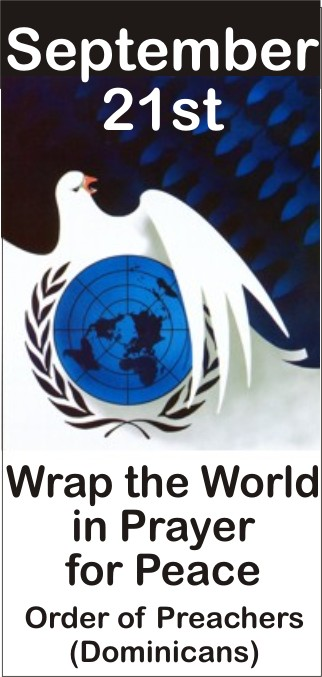 September
21st
Wrap the World
in Prayer
for Peace
Order of Preachers
(Dominicans)